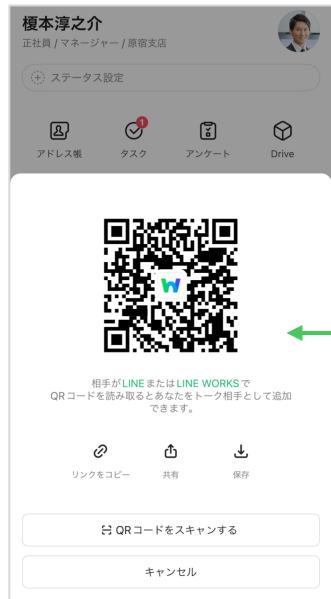 榎本淳之介
正社員 / マネージャー / 原宿支店
ステータス設定
1
アドレス帳 タスク アンケート Drive
相手がLINEまたはLINE WORKSで
QRコードを読み取るとあなたをトーク相手として追加
できます。
リンクをコピー 共有 保存
QRコードをスキャンする
キャンセル